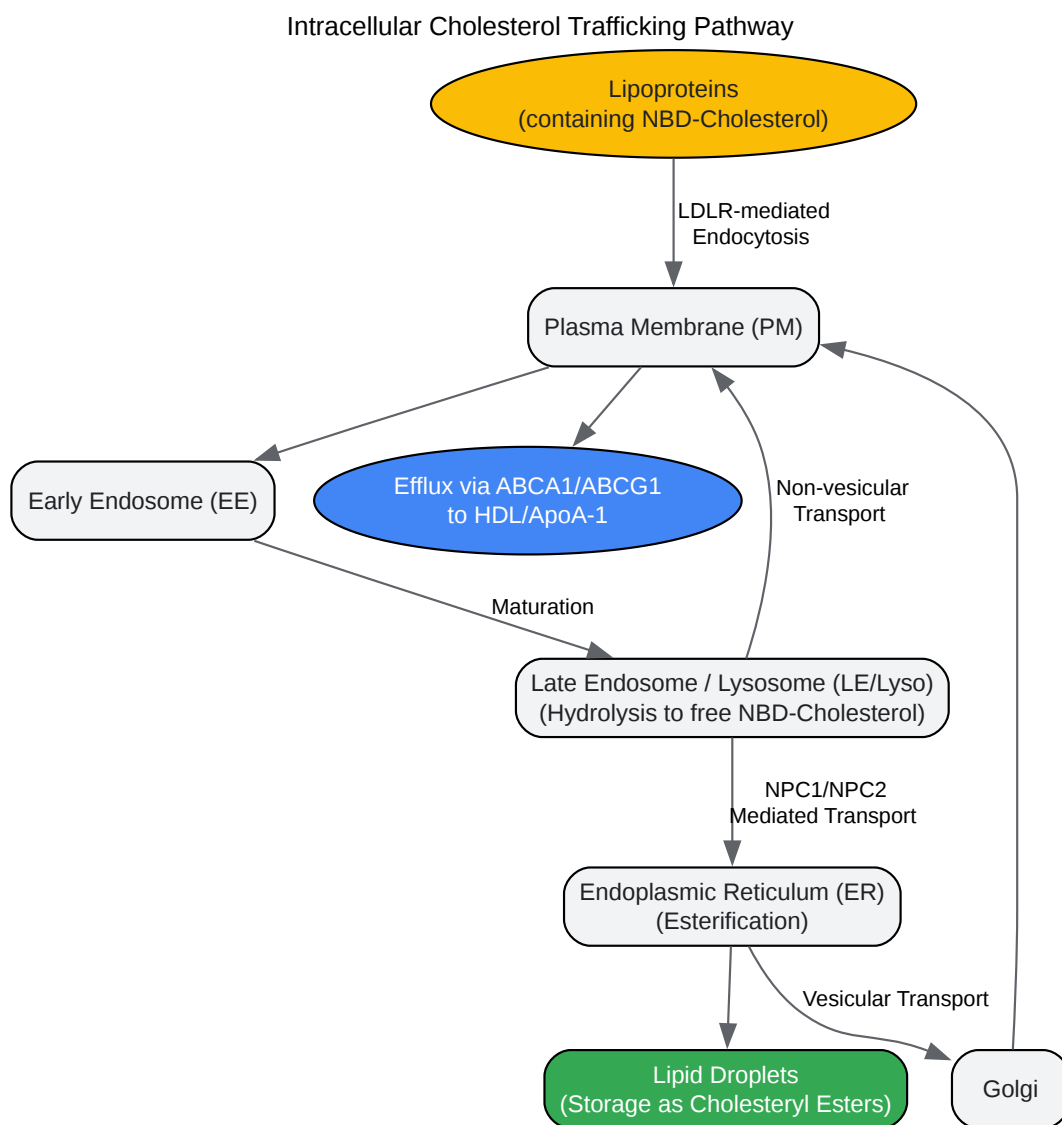 Intracellular Cholesterol Trafficking Pathway
Lipoproteins
(containing NBD-Cholesterol)
LDLR-mediated
Endocytosis
Plasma Membrane (PM)
Early Endosome (EE)
Efflux via ABCA1/ABCG1
to HDL/ApoA-1
Non-vesicular
Transport
Maturation
Late Endosome / Lysosome (LE/Lyso)
(Hydrolysis to free NBD-Cholesterol)
NPC1/NPC2
Mediated Transport
Endoplasmic Reticulum (ER)
(Esterification)
Vesicular Transport
Lipid Droplets
(Storage as Cholesteryl Esters)
Golgi